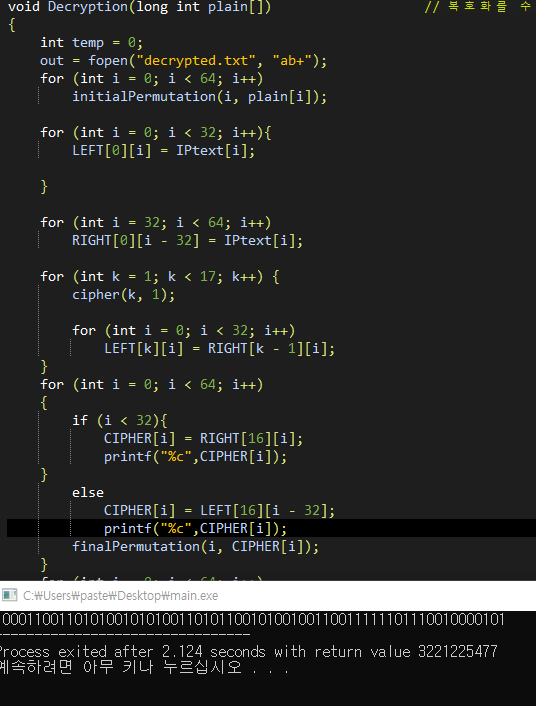 void Decryption(long int plain[]) // 복호화를 수
{
int temp = 0;
out = fopen("decrypted.txt", "ab+");
for (int i = 0; i < 64; i++)
initialPermutation(i, plain[i]);
for (int i = 0; i < 32; i++){
LEFT[0][i] = IPtext[i];
}
for (int i = 32; i < 64; i++)
RIGHT[0][i - 32] = IPtext[i];
for (int k = 1; k < 17; k++) {
cipher(k, 1);
for (int i = 0; i < 32; i++)
LEFT[k][i] = RIGHT[k - 1][i];
}
for (int i = 0; i < 64; i++)
{
if (i < 32){
CIPHER[i] = RIGHT[16][i];
printf("%c",CIPHER[i]);
}
else
CIPHER[i] = LEFT[16][i - 32];
printf("%c",CIPHER[i]);
finalPermutation(i, CIPHER[i]);
}
for (int i = 0; i < 64; i++)
C:\Users\paste\Desktop\main.exe
--------------------------------
Process exited after 2.124 seconds with return value 3221225477
계속하려면 아무 키나 누르십시오 . . .